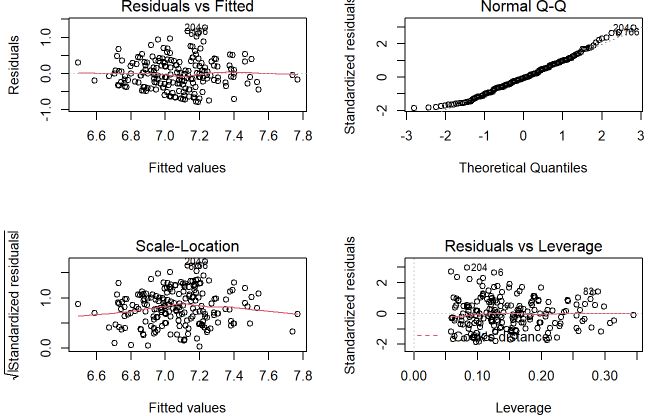 Residuals vs Fitted
Residuals
-1.0 0.0 1.0
204
6.6 6.8 7.0 7.2 7.4 7.6 7.8
Fitted values
Normal Q-Q
Standardized residuals
-2 0 2
204
-3 -2 -1 0 1 2 3
Theoretical Quantiles
Scale-Location
√|Standardized residuals|
0.0 1.0
204
6.6 6.8 7.0 7.2 7.4 7.6 7.8
Fitted values
Residuals vs Leverage
Standardized residuals
-2 0 2
204
6
Cook's distance
0.00 0.10 0.20 0.30
Leverage